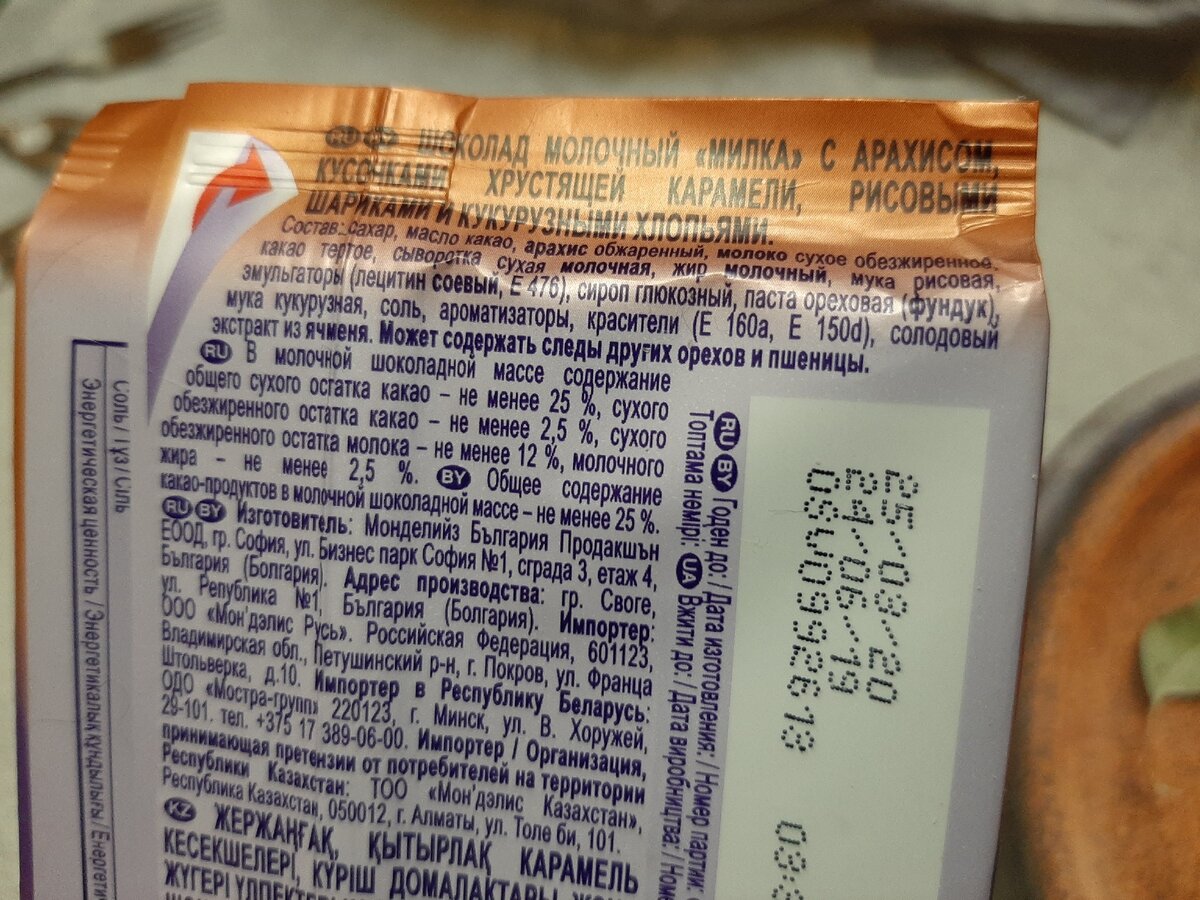 RU KZ ШОКОЛАД МОЛОЧНЫЙ «МИЛКА» С АРАХИСОМ,
КУСОЧКАМИ ХРУСТЯЩЕЙ КАРАМЕЛИ, РИСОВЫМИ
ШАРИКАМИ И КУКУРУЗНЫМИ ХЛОПЬЯМИ.
Состав: сахар, масло какао, арахис обжаренный, молоко сухое обезжиренное,
какао тертое, сыворотка сухая молочная, жир молочный, мука рисовая,
эмульгаторы (лецитин соевый, Е 476), сироп глюкозный, паста ореховая (фундук),
мука кукурузная, соль, ароматизаторы, красители (Е 160a, Е 150d), солодовый
экстракт из ячменя. Может содержать следы других орехов и пшеницы.
RU В молочной шоколадной массе содержание
общего сухого остатка какао – не менее 25 %, сухого
обезжиренного остатка какао – не менее 2,5 %, сухого
обезжиренного остатка молока – не менее 12 %, молочного
жира – не менее 2,5 %. BY Общее содержание
какао-продуктов в молочной шоколадной массе – не менее 25 %.
RU BY Изготовитель: Монделийз България Продакшън
ЕООД, гр. София, ул. Бизнес парк София №1, сграда 3, етаж 4,
България (Болгария). Адрес производства: гр. Своге,
ул. Република №1, България (Болгария). Импортер:
ООО «Мон'дэлис Русь». Российская Федерация, 601123,
Владимирская обл., Петушинский р-н, г. Покров, ул. Франца
Штольверка, д.10. Импортер в Республику Беларусь:
ОДО «Мостра-групп» 220123, г. Минск, ул. В. Хоружей,
29-101. тел. +375 17 389-06-00. Импортер / Организация,
принимающая претензии от потребителей на территории
Республики Казахстан: ТОО «Мон'дэлис Казахстан»,
Республика Казахстан, 050012, г. Алматы, ул. Толе би, 101.
KZ ЖЕРЖАҢҒАҚ, ҚЫТЫРЛАҚ КАРАМЕЛЬ
КЕСЕКШЕЛЕРІ, КҮРІШ ДОМАЛАҚТАРЫ
ЖҮГЕРІ
RU BY Годен до: / Дата изготовления: / Номер партии:
Топтама нөмірі: UA Вжити до: / Дата виробництва: /
25/03/20
24/06/19
OSU0899261
Соль / Тұз / Сіль
Энергетическая ценность / Энергетикалық құндылығы /